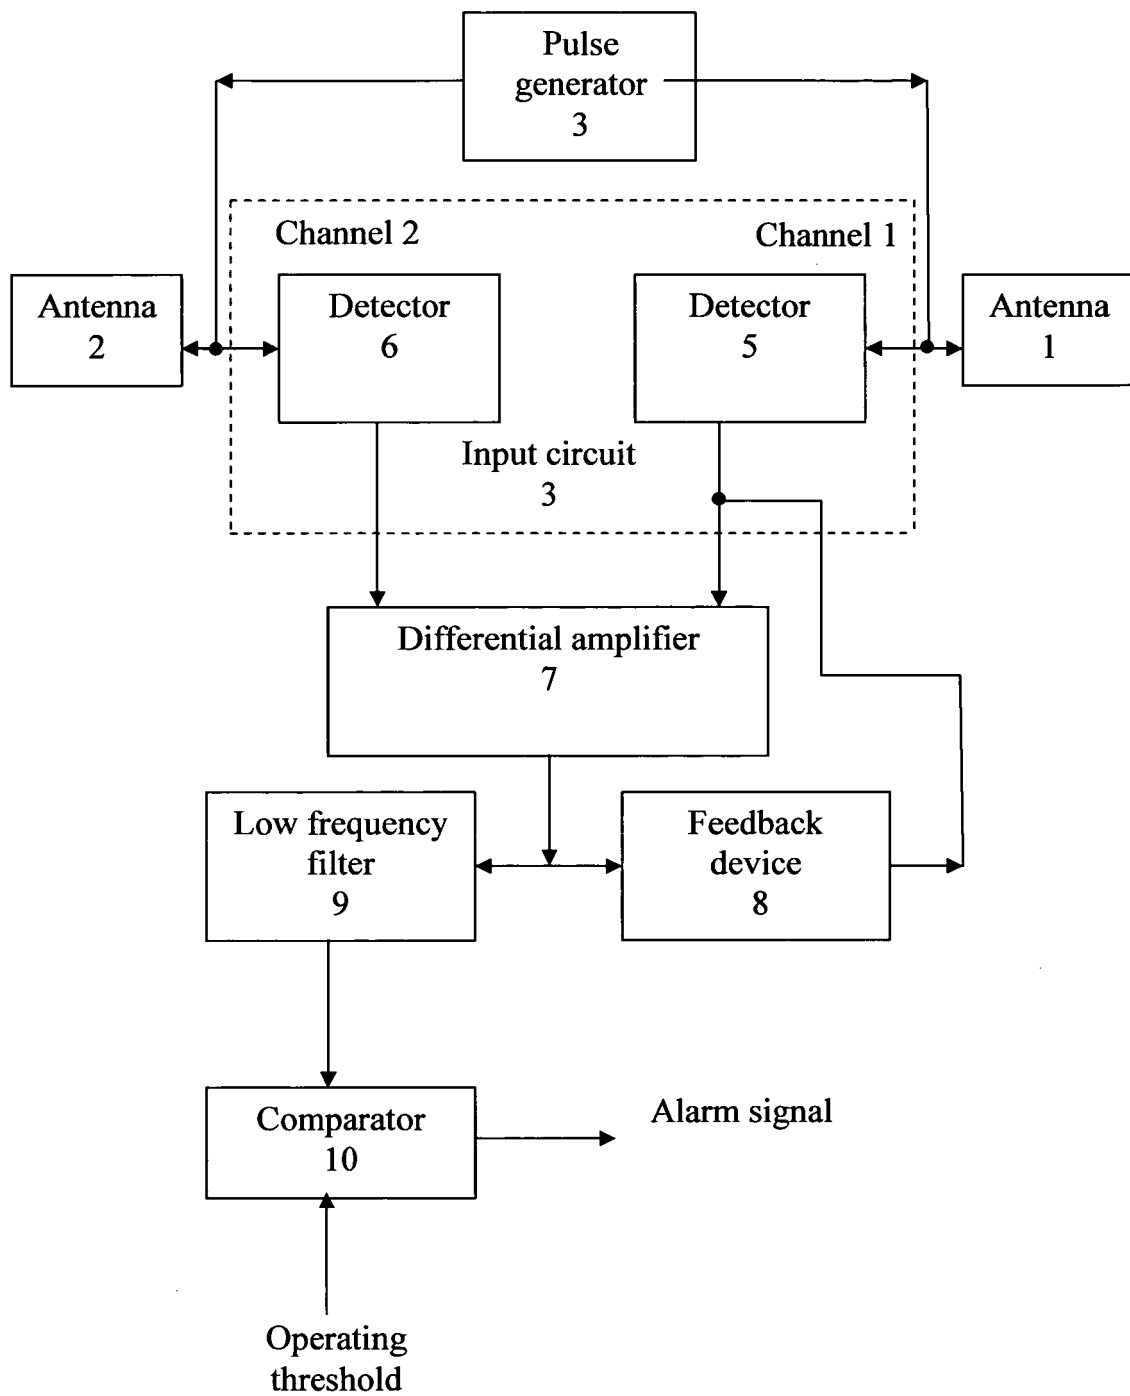 Pulse
generator
3
Channel 2
Channel 1
Antenna
2
Detector
6
Detector
5
Antenna
1
Input circuit
3
Differential amplifier
7
Low frequency
filter
9
Feedback
device
8
Comparator
10
Alarm signal
Operating
threshold